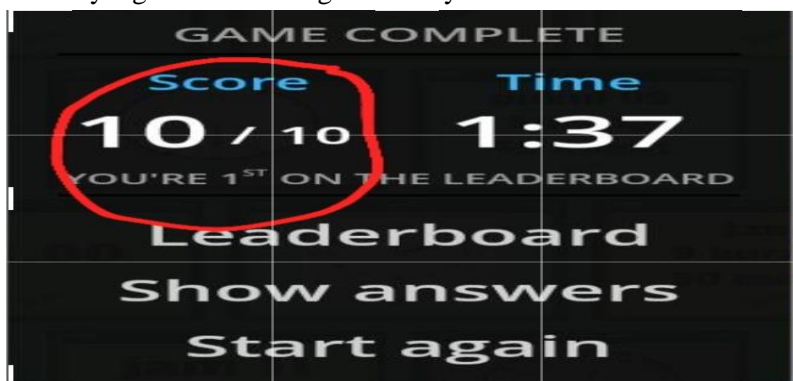 GAME COMPLETE
Score Time
10 / 10 1:37
YOU'RE 1ST ON THE LEADERBOARD
Leaderboard
Show answers
Start again